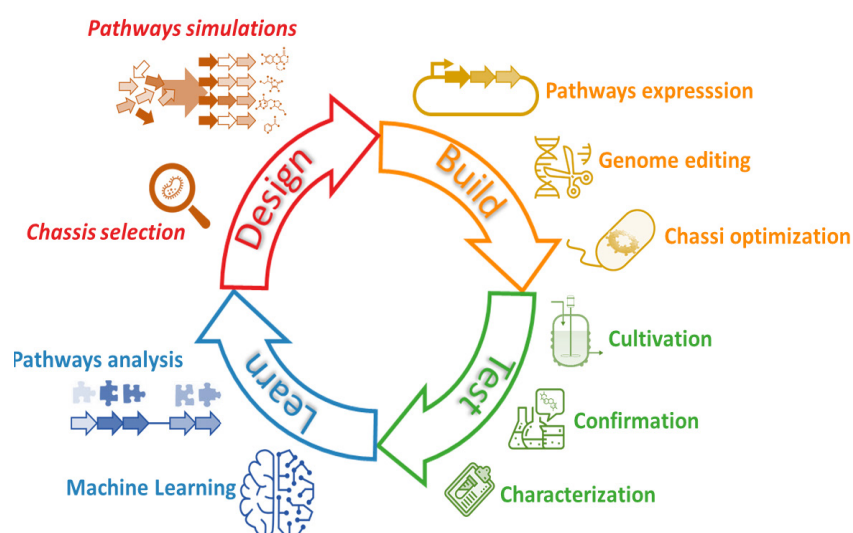 Pathways simulations
Chassis selection
Design
Build
Pathways expresssion
Genome editing
Chassi optimization
Test
Cultivation
Confirmation
Characterization
Learn
Pathways analysis
Machine Learning